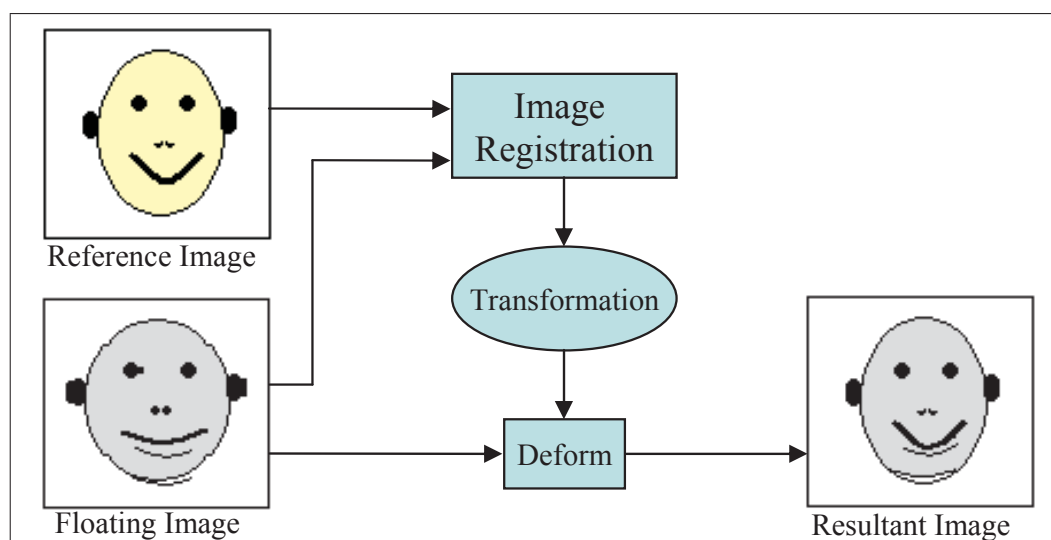 Image
Registration
Reference Image
Transformation
Deform
Floating Image
Resultant Image